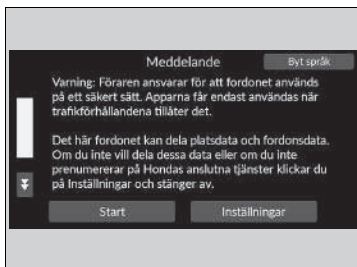 Meddelande
Byt språk
Varning: Föraren ansvarar för att fordonet används
på ett säkert sätt. Apparna får endast användas när
trafikförhållandena tillåter det.
Det här fordonet kan dela platsdata och fordonsdata.
Om du inte vill dela dessa data eller om du inte
prenumererar på Hondas anslutna tjänster klickar du
på Inställningar och stänger av.
Start
Inställningar